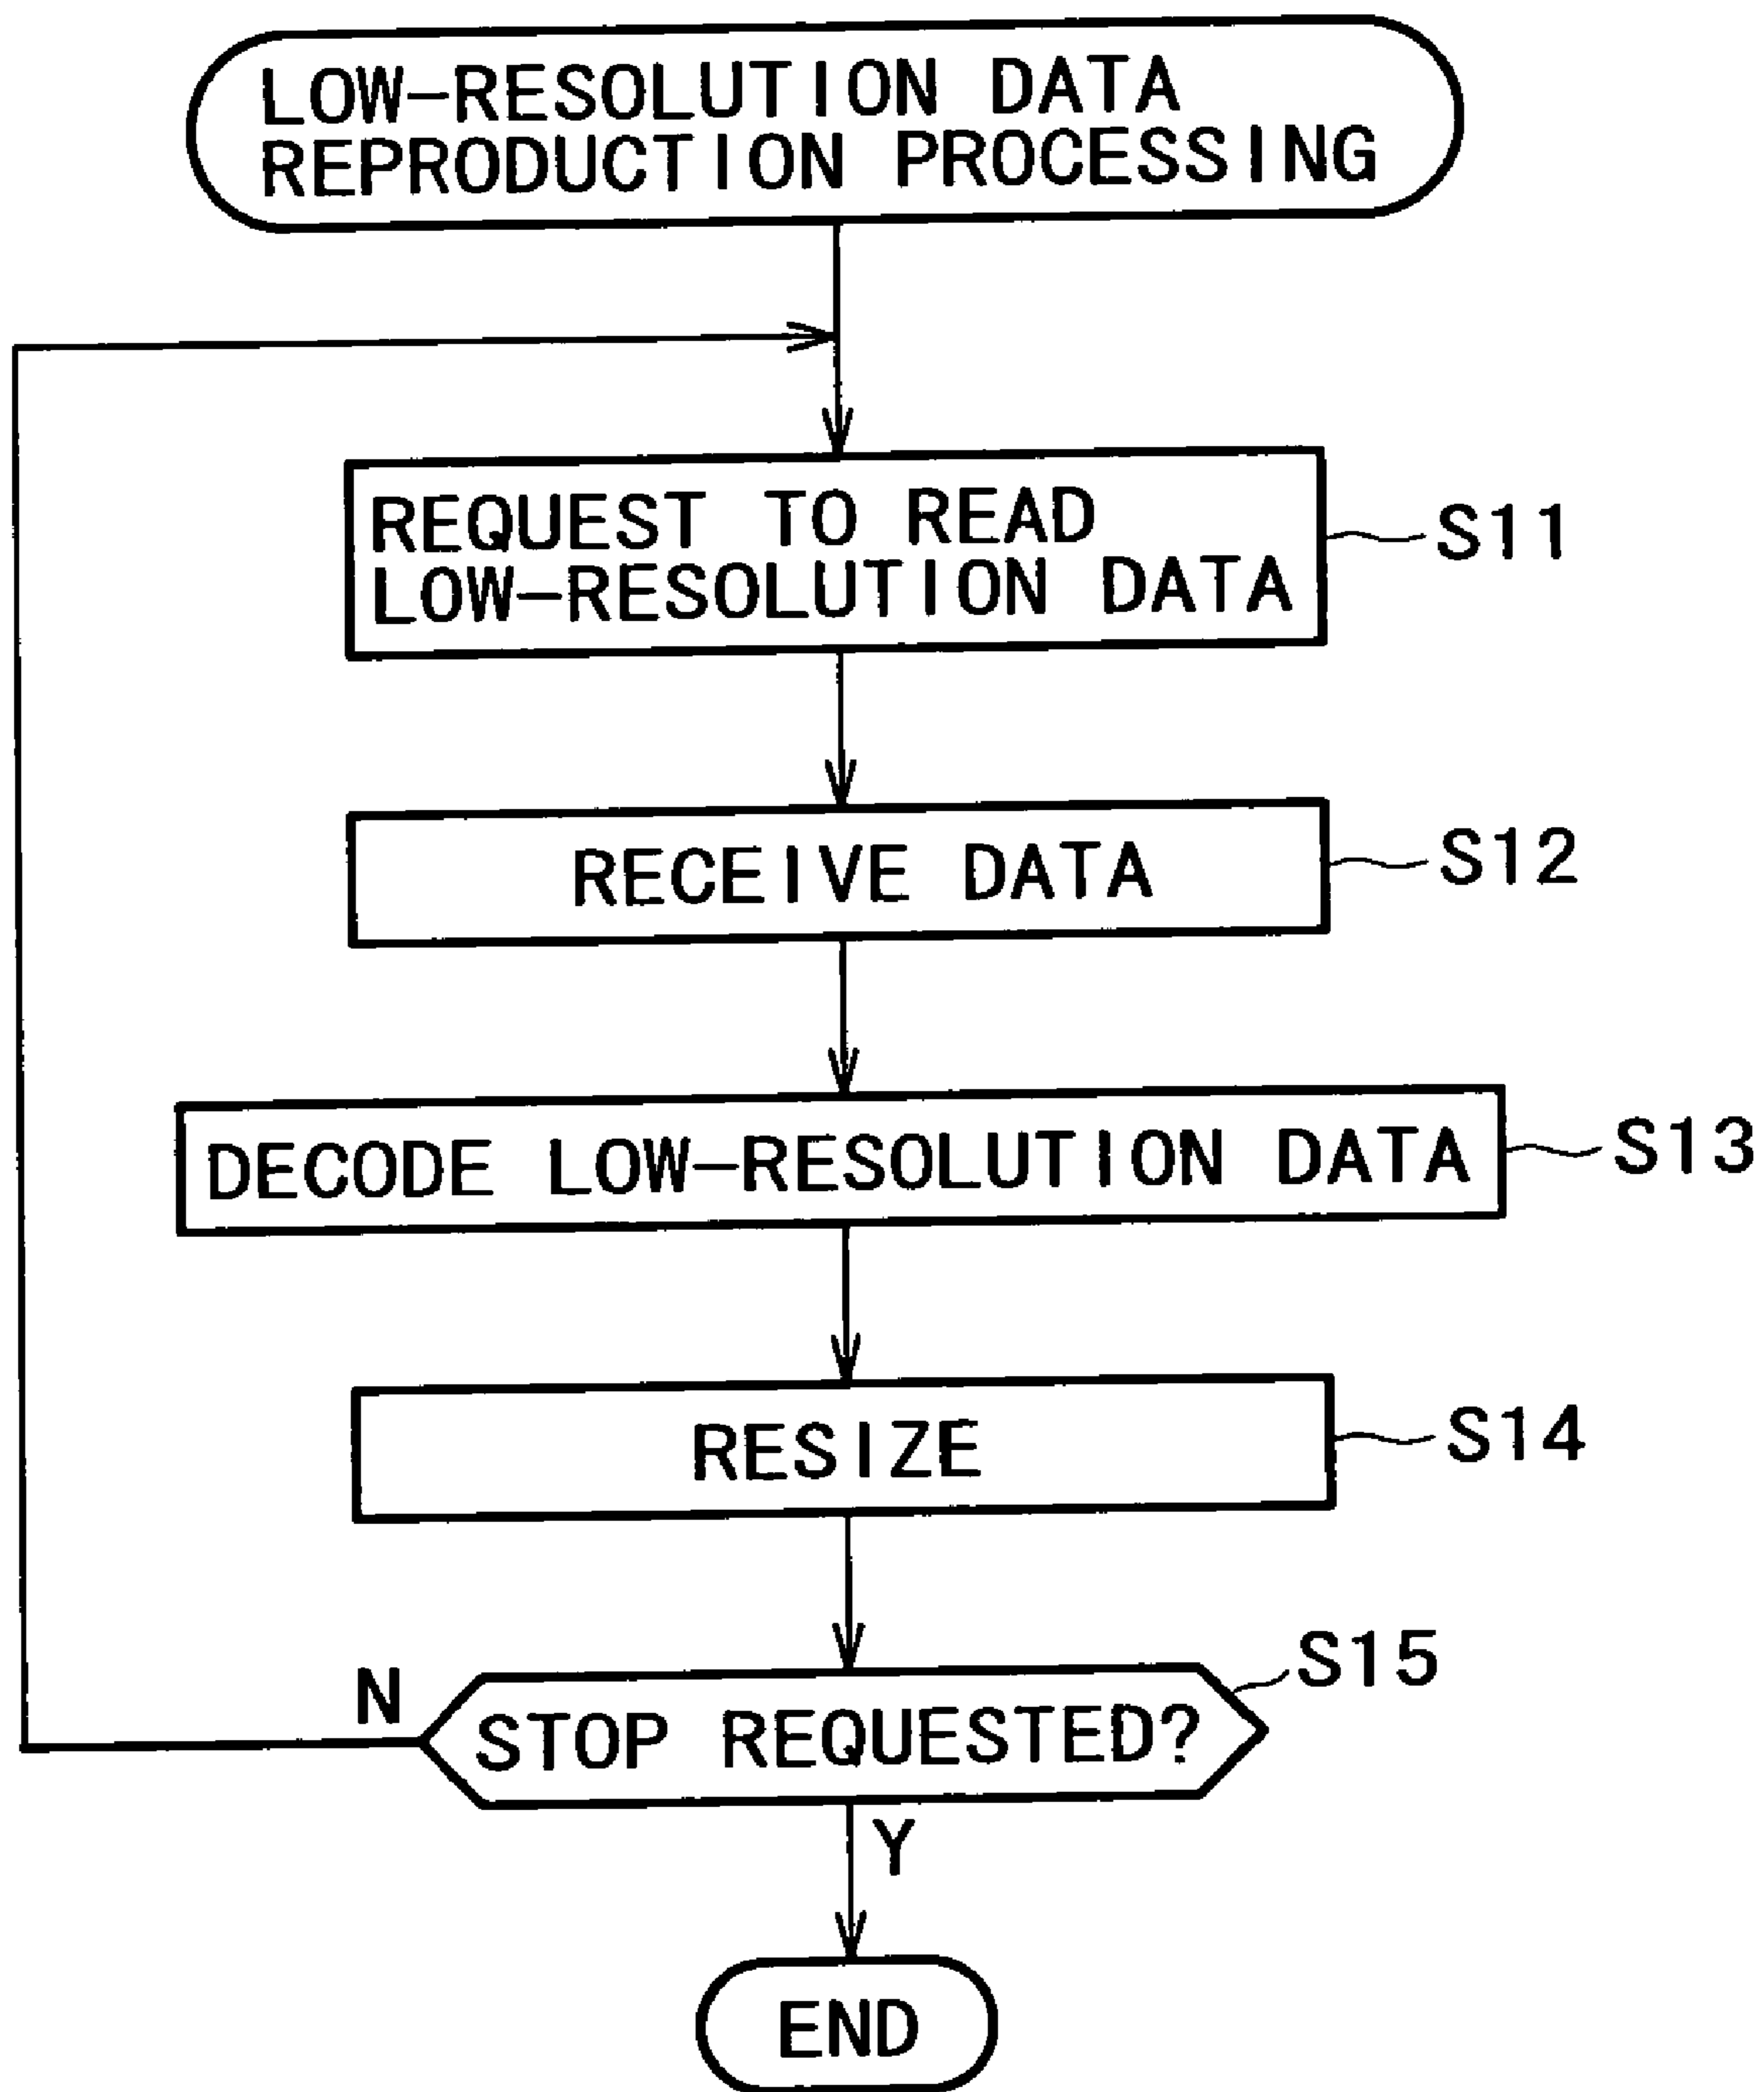 LOW-RESOLUTION DATA
REPRODUCTION PROCESSING
REQUEST TO READ
LOW-RESOLUTION DATA
S11
RECEIVE DATA
S12
DECODE LOW-RESOLUTION DATA
S13
RESIZE
S14
S15
N
STOP REQUESTED?
Y
END